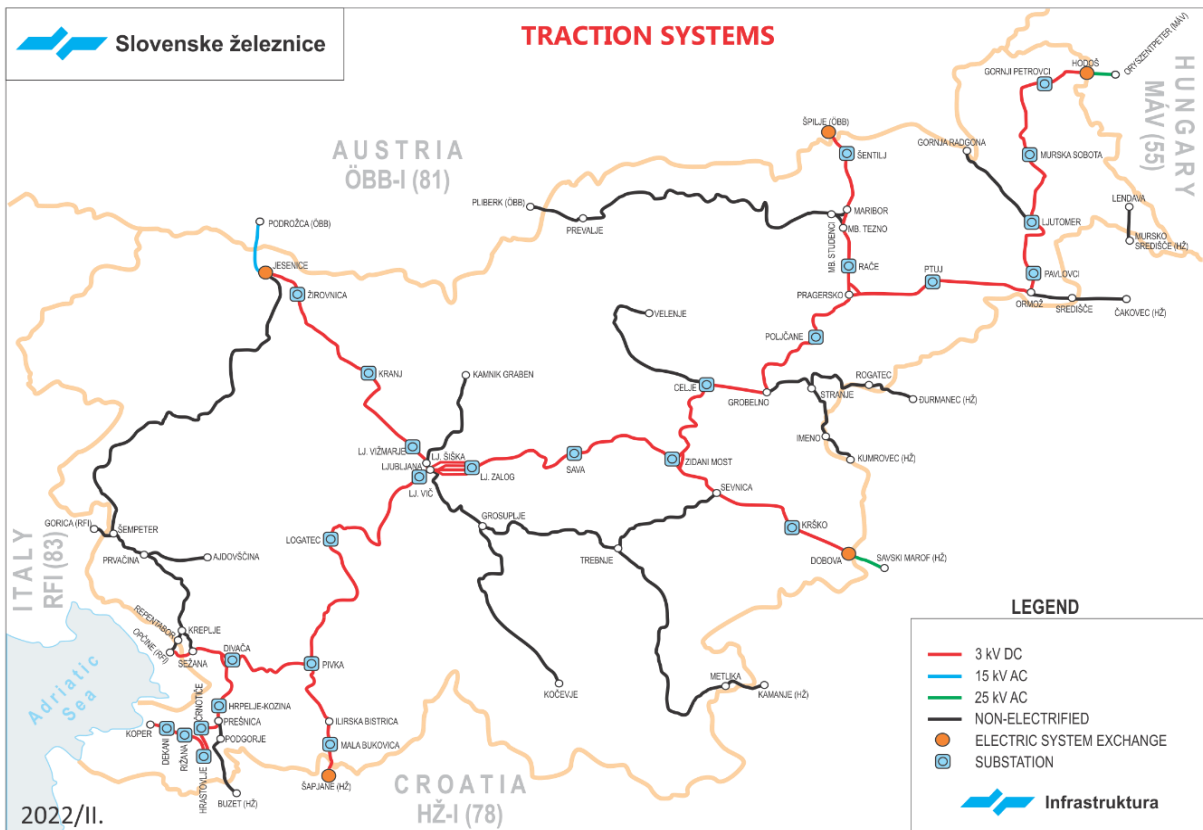 Slovenske železnice
TRACTION SYSTEMS
HUNGARY
MÁV (55)
AUSTRIA
ÖBB-I (81)
ITALY
RFI (83)
CROATIA
HŽ-I (78)
Adriatic
Sea
ORYSZENTPETER (MÁV)
HODOŠ
GORNJI PETROVCI
ŠPILJE (ÖBB)
ŠENTILJ
GORNJA RADGONA
MURSKA SOBOTA
LENDAVA
MURSKO
SREDIŠČE (HŽ)
LJUTOMER
PAVLOVCI
PLIBERK (ÖBB)
PREVALJE
MARIBOR
MB. TEZNO
MB. STUDENCI
RAČE
PTUJ
PRAGERSKO
ORMOŽ
SREDIŠČE
ČAKOVEC (HŽ)
PODROŽCA (ÖBB)
JESENICE
ŽIROVNICA
VELENJE
POLJČANE
KRANJ
KAMNIK GRABEN
CELJE
GROBELNO
STRANJE
ROGATEC
ĐURMANEC (HŽ)
IMENO
KUMROVEC (HŽ)
LJ. VIŽMARJE
LJ. ŠIŠKA
LJUBLJANA
LJ. VIČ
LJ. ZALOG
SAVA
ZIDANI MOST
SEVNICA
KRŠKO
DOBOVA
SAVSKI MAROF (HŽ)
GORICA (RFI)
ŠEMPETER
PRVAČINA
AJDOVŠČINA
LOGATEC
GROSUPLJE
TREBNJE
REPENTABOR
OPČINE (RFI)
KREPLJE
SEŽANA
DIVAČA
PIVKA
KOČEVJE
METLIKA
KAMANJE (HŽ)
HRPELJE-KOZINA
PREŠNICA
PODGORJE
ČRNOTIČE
KOPER
DEKANI
RIŽANA
HRASTOVLJE
BUZET (HŽ)
ILIRSKA BISTRICA
MALA BUKOVICA
ŠAPJANE (HŽ)
LEGEND
3 kV DC
15 kV AC
25 kV AC
NON-ELECTRIFIED
ELECTRIC SYSTEM EXCHANGE
SUBSTATION
Infrastruktura
2022/II.